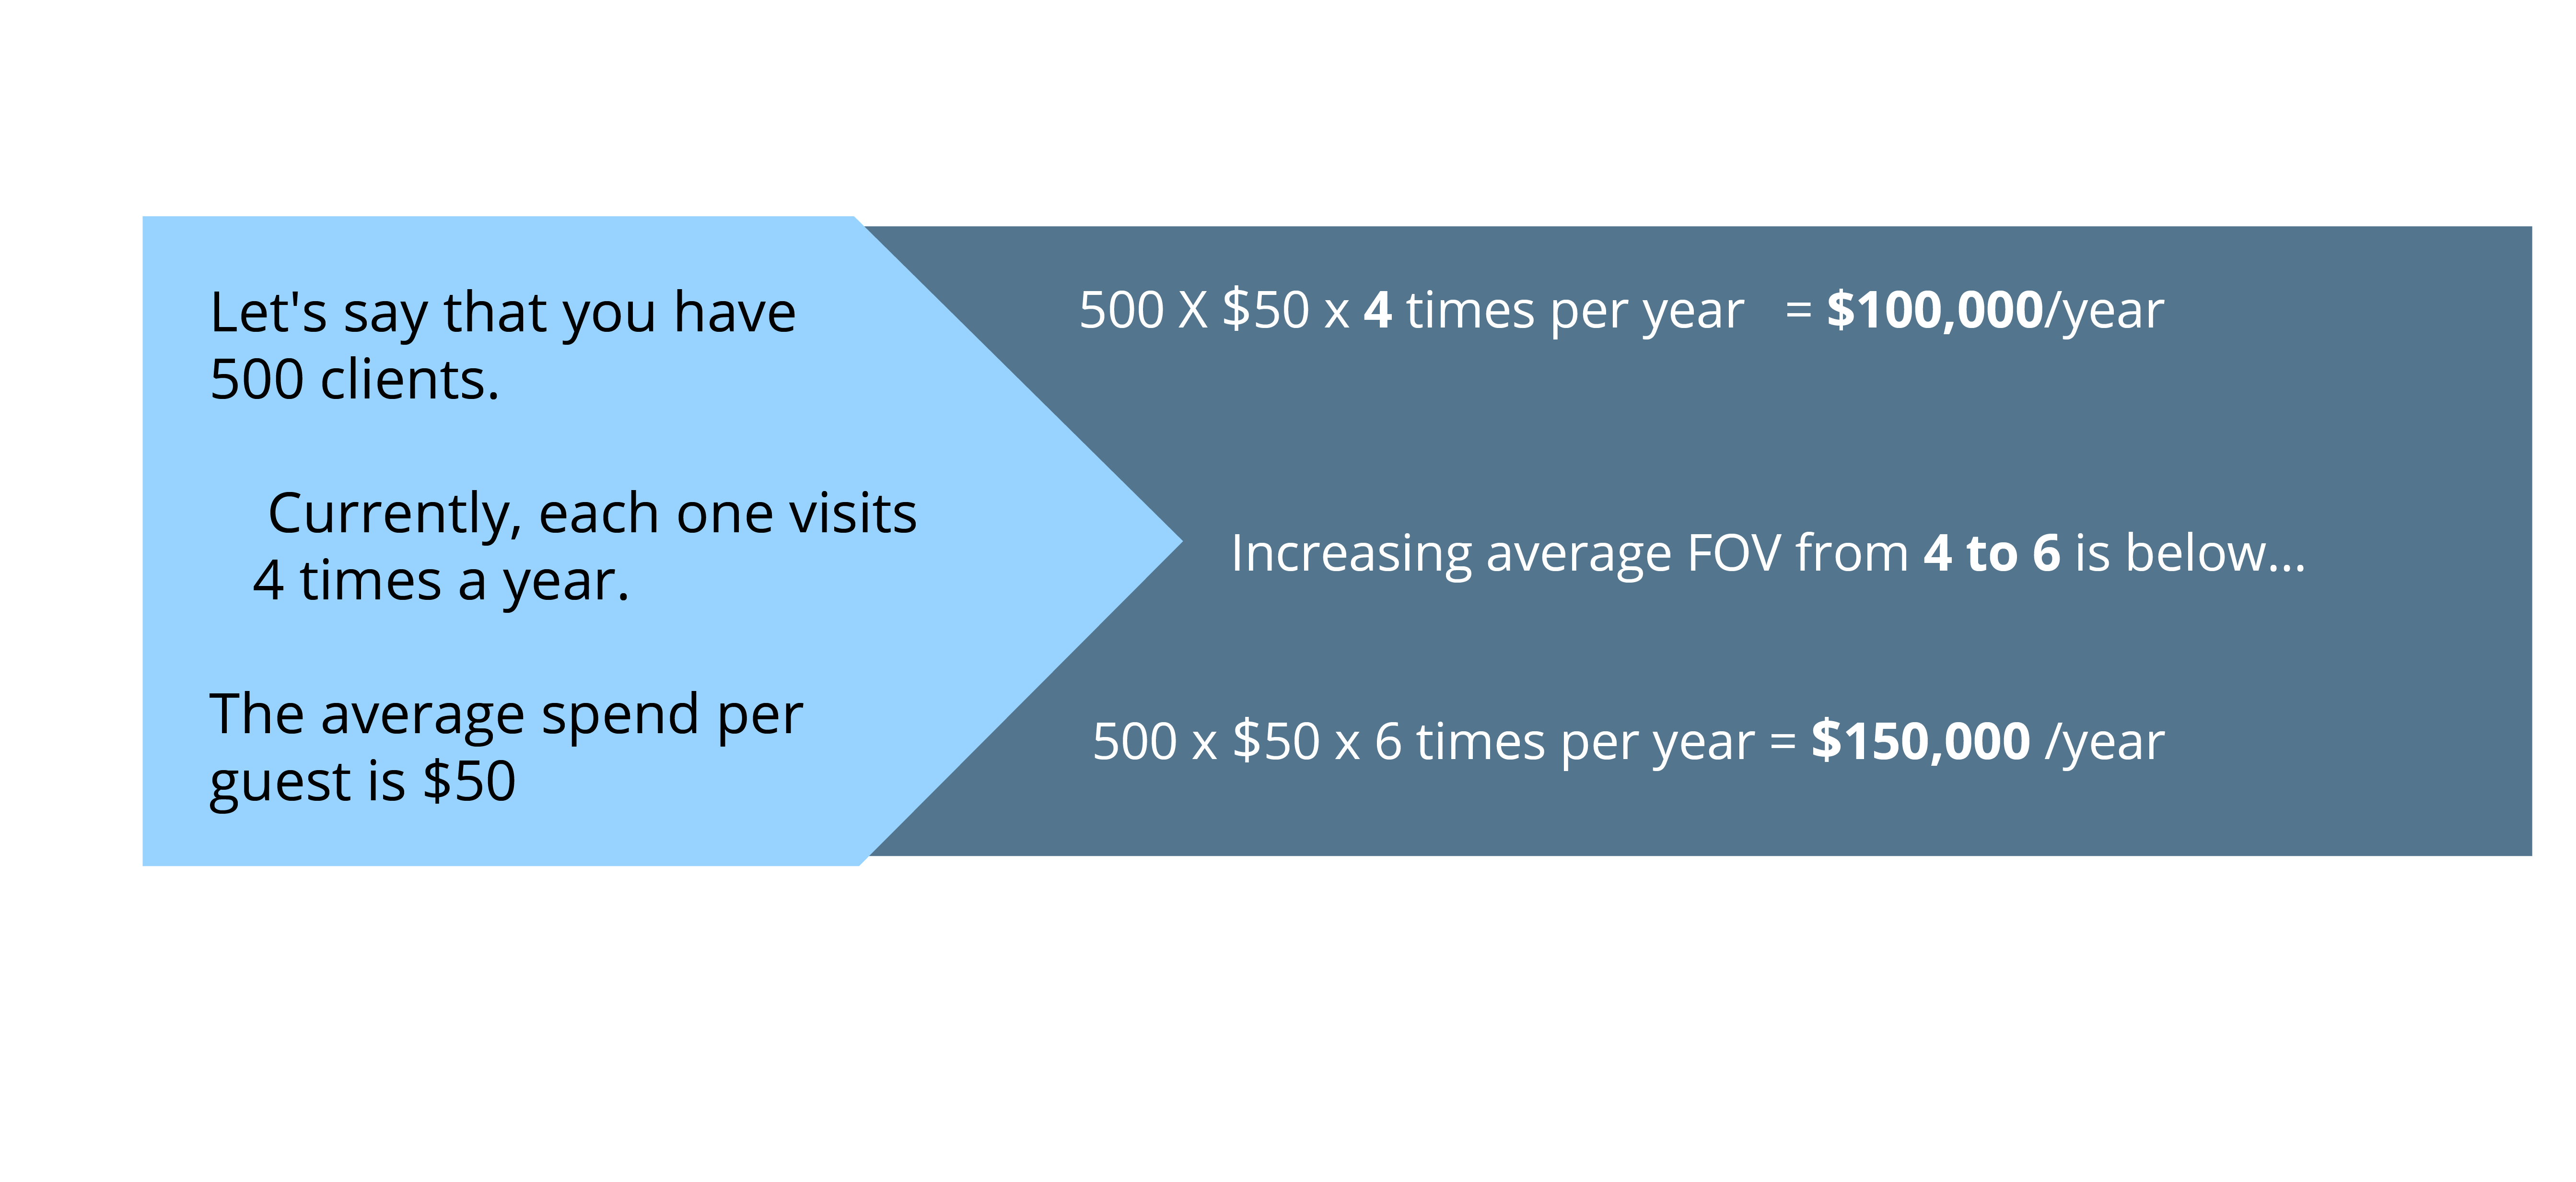 Let's say that you have
500 clients.
Currently, each one visits
4 times a year.
The average spend per
guest is $50
500 X $50 x 4 times per year = $100,000/year
Increasing average FOV from 4 to 6 is below...
500 x $50 x 6 times per year = $150,000 /year